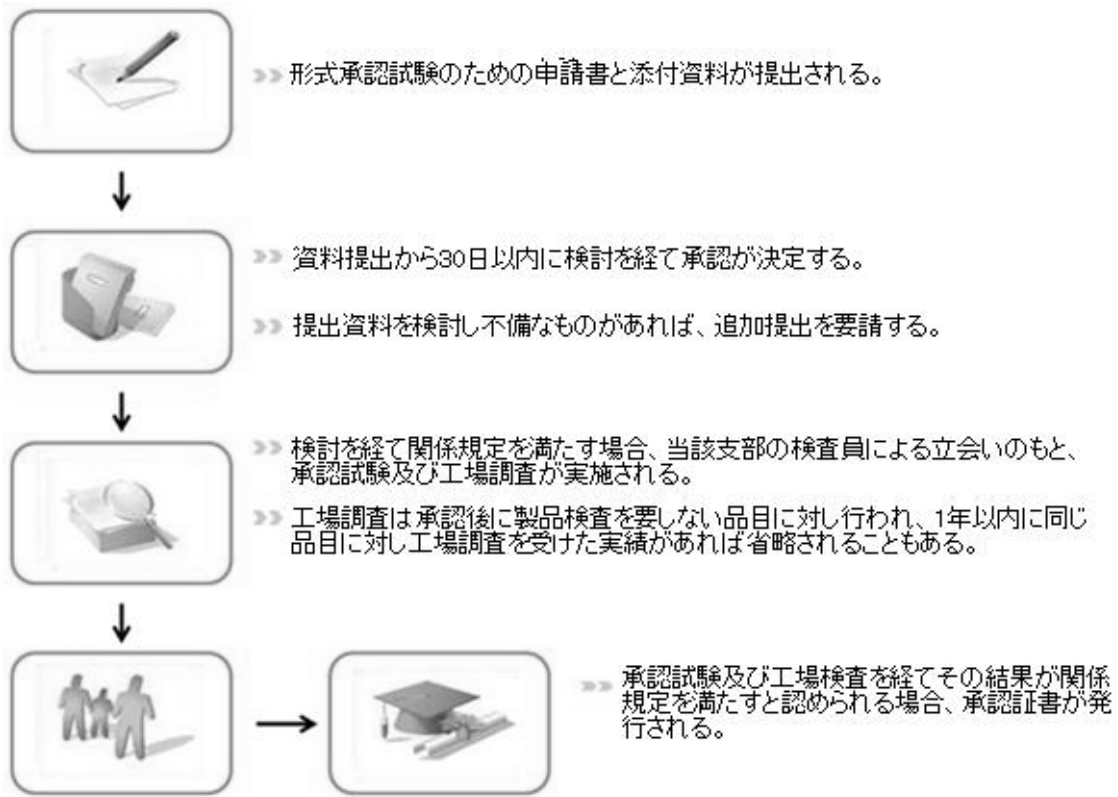 形式承認試験のための申請書と添付資料が提出される。
資料提出から30日以内に検討を経て承認が決定する。
提出資料を検討し不備なものがあれば、追加提出を要請する。
検討を経て関係規定を満たす場合、当該支部の検査員による立会いのもと、
承認試験及び工場調査が実施される。
工場調査は承認後に製品検査を要しない品目に対し行われ、1年以内に同じ
品目に対し工場調査を受けた実績があれば省略されることもある。
承認試験及び工場検査を経てその結果が関係
規定を満たすと認められる場合、承認証書が発
行される。